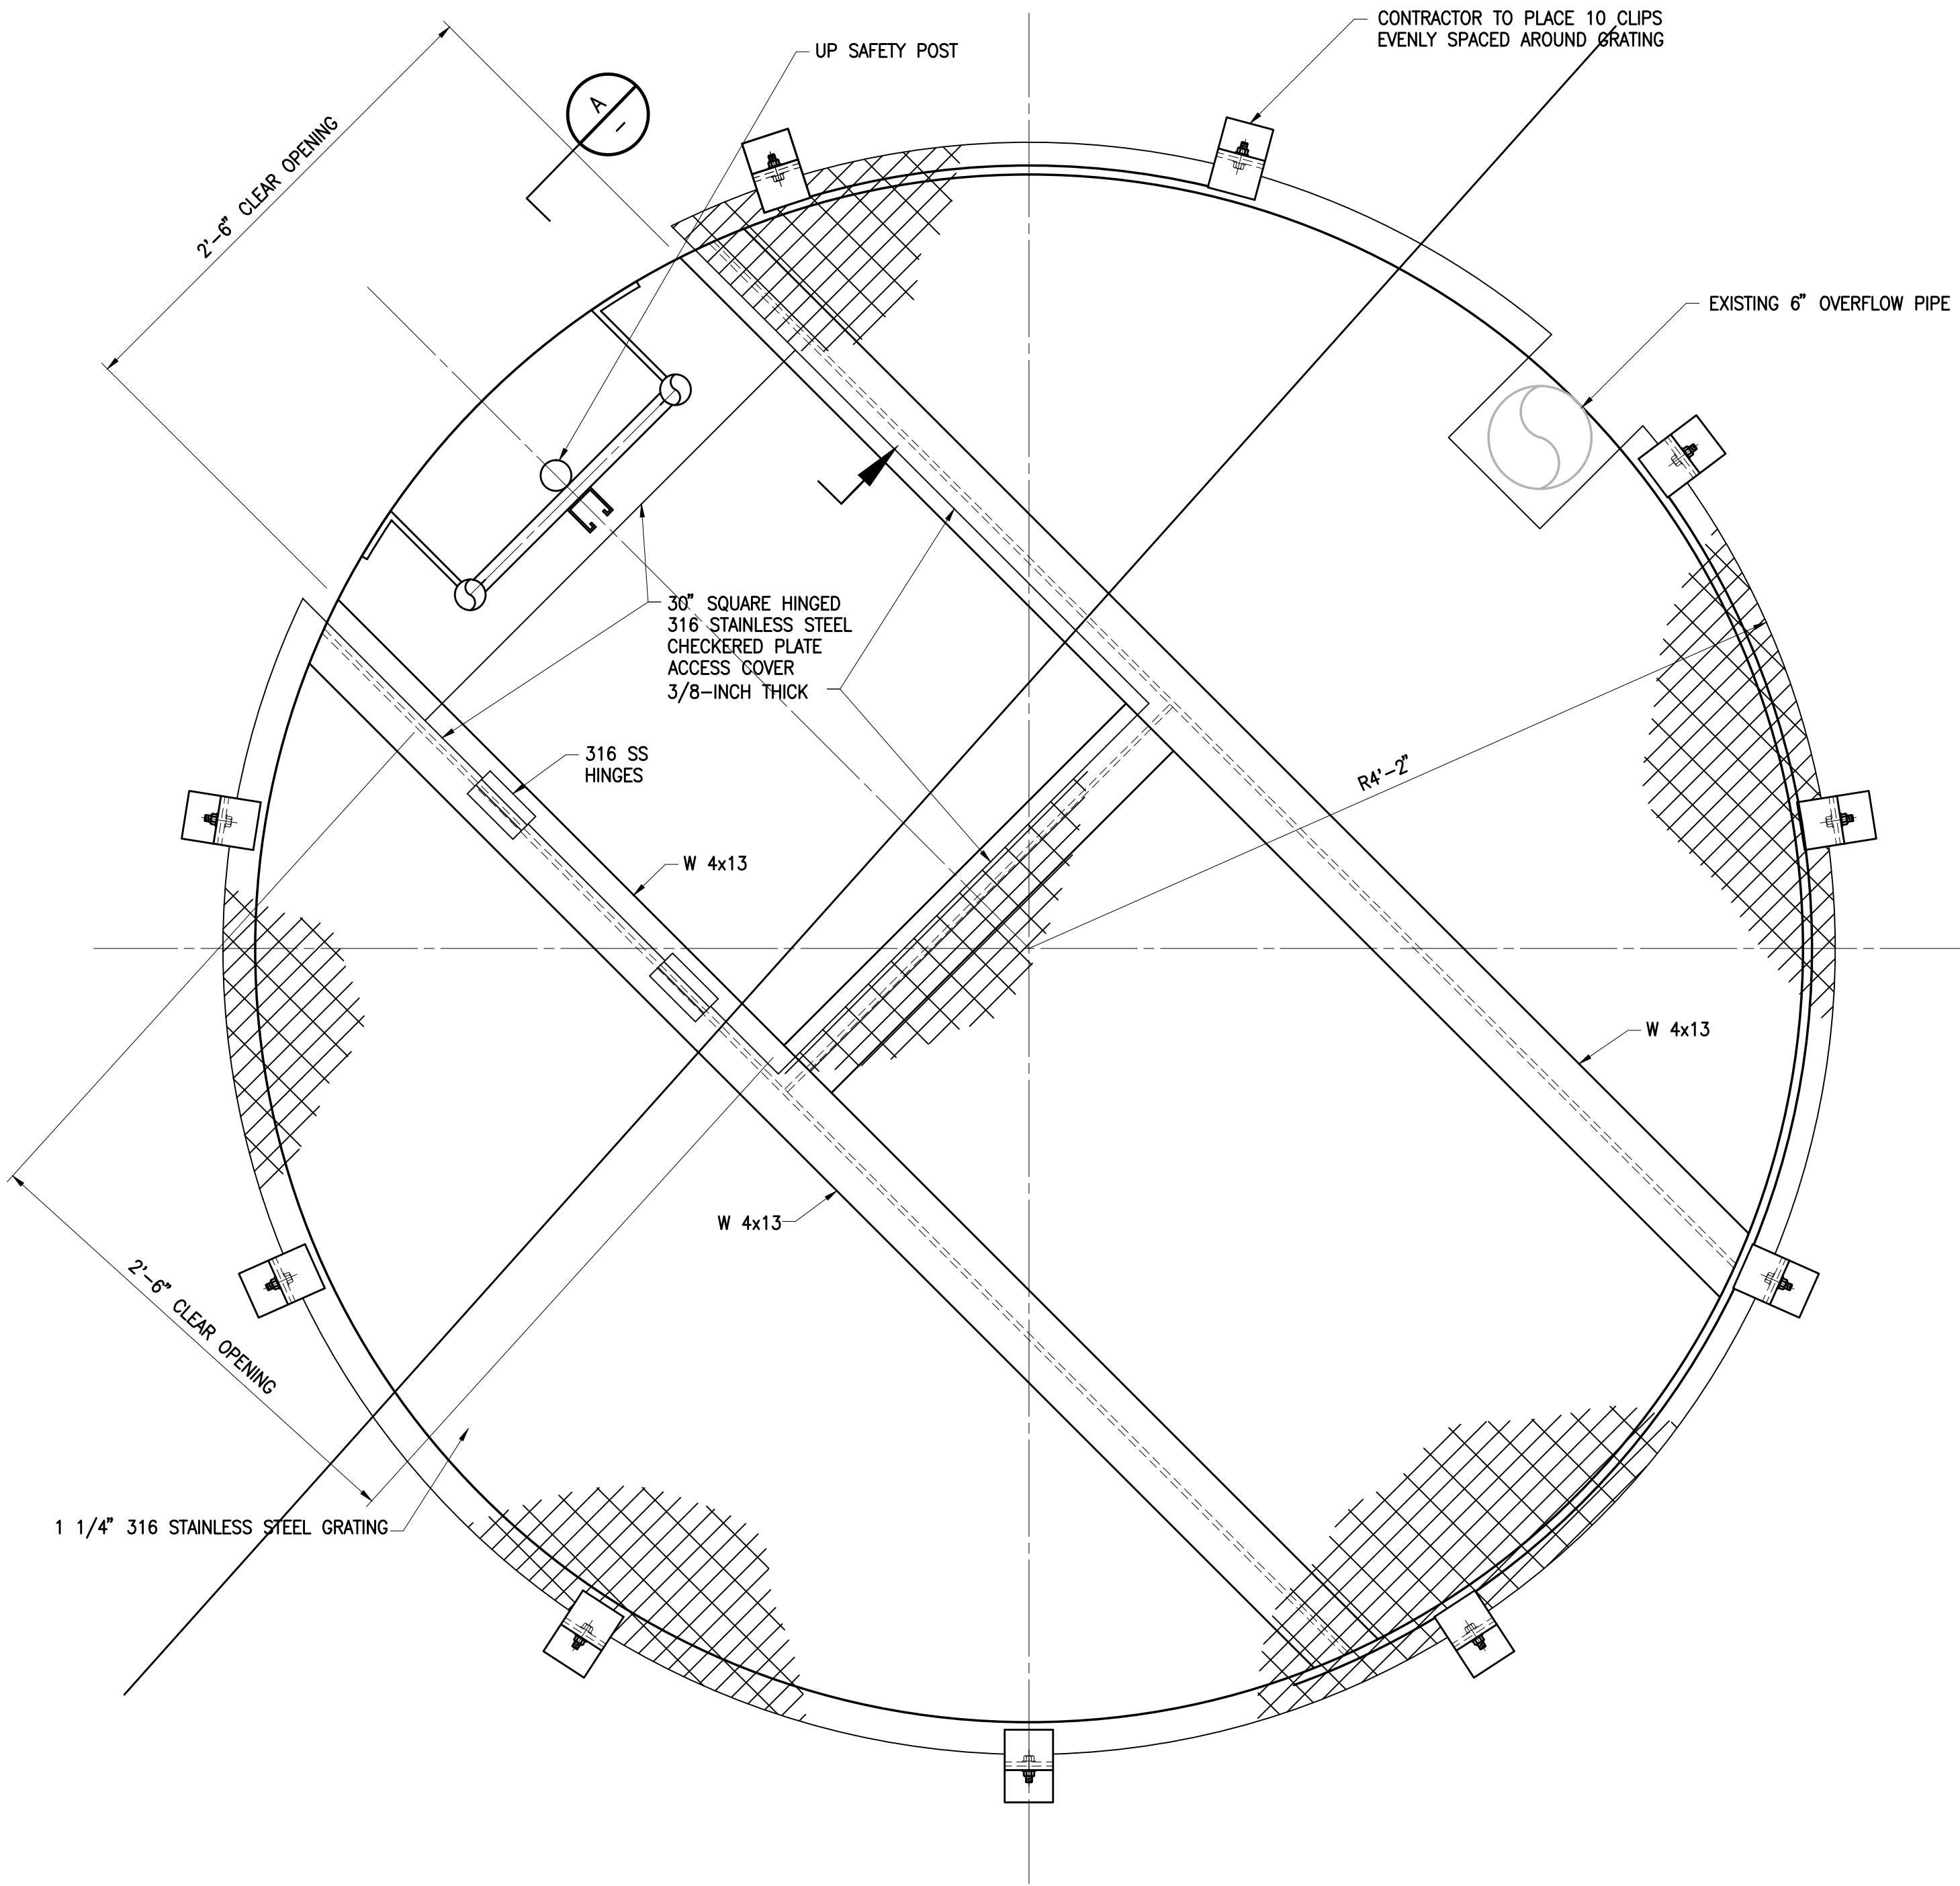 CONTRACTOR TO PLACE 10 CLIPS
EVENLY SPACED AROUND GRATING
UP SAFETY POST
A
–
2'-6" CLEAR OPENING
EXISTING 6" OVERFLOW PIPE
30" SQUARE HINGED
316 STAINLESS STEEL
CHECKERED PLATE
ACCESS COVER
3/8-INCH THICK
316 SS
HINGES
R4'-2"
W 4x13
W 4x13
W 4x13
2'-6" CLEAR OPENING
1 1/4" 316 STAINLESS STEEL GRATING